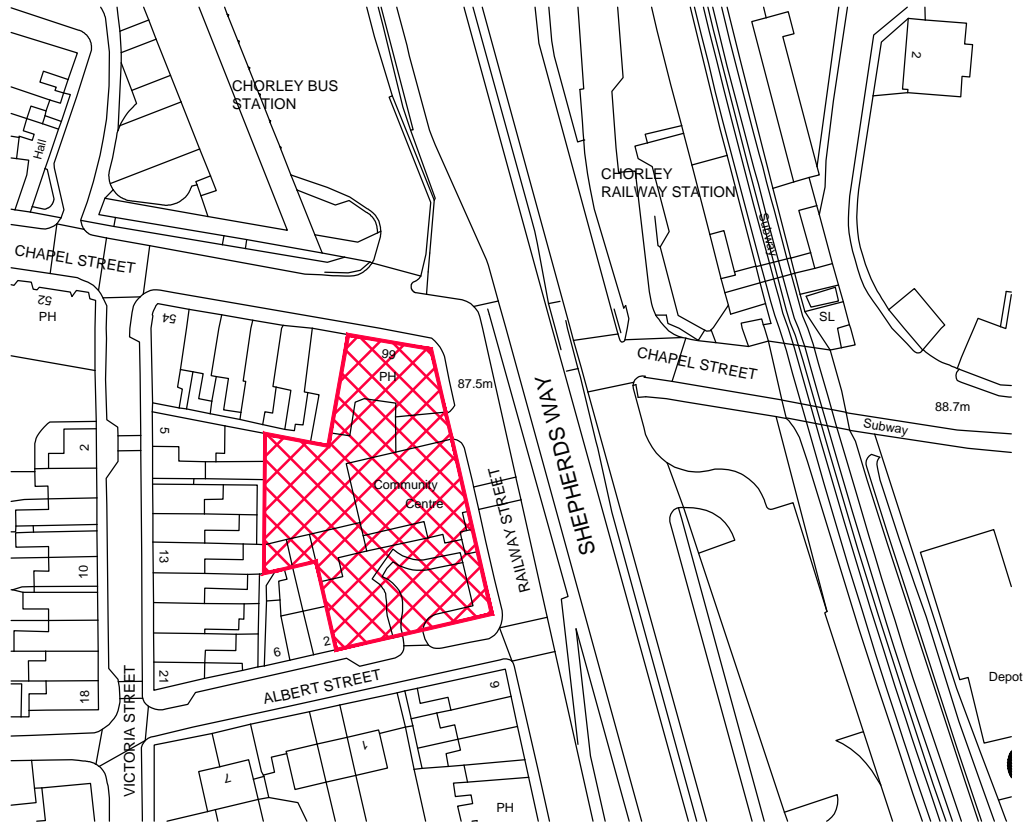 CHORLEY BUS
STATION
2
Hall
CHORLEY
RAILWAY STATION
Subway
CHAPEL STREET
52
PH
54
SL
66
PH
87.5m
CHAPEL STREET
88.7m
Subway
SHEPHERDS WAY
2
5
Community
Centre
RAILWAY STREET
13
10
2
6
21
18
ALBERT STREET
VICTORIA STREET
9
Depot
1
7
PH